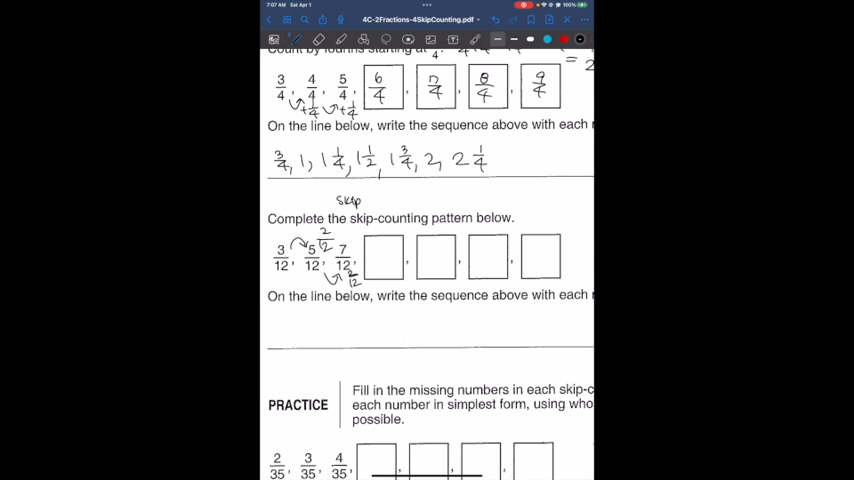 7:07 AM Sat Apr 1
100%
4C-2Fractions-4SkipCounting.pdf
3/4, 4/4, 5/4, 6/4, 7/4, 8/4, 9/4
+1/4 +1/4
= 
2
On the line below, write the sequence above with each
3/4, 1, 1 1/4, 1 1/2, 1 3/4, 2, 2 1/4
skip
Complete the skip-counting pattern below.
2/12
3/12, 5/12, 7/12,
2/12
On the line below, write the sequence above with each
Fill in the missing numbers in each skip-c
PRACTICE
each number in simplest form, using who
possible.
2/35, 3/35, 4/35,